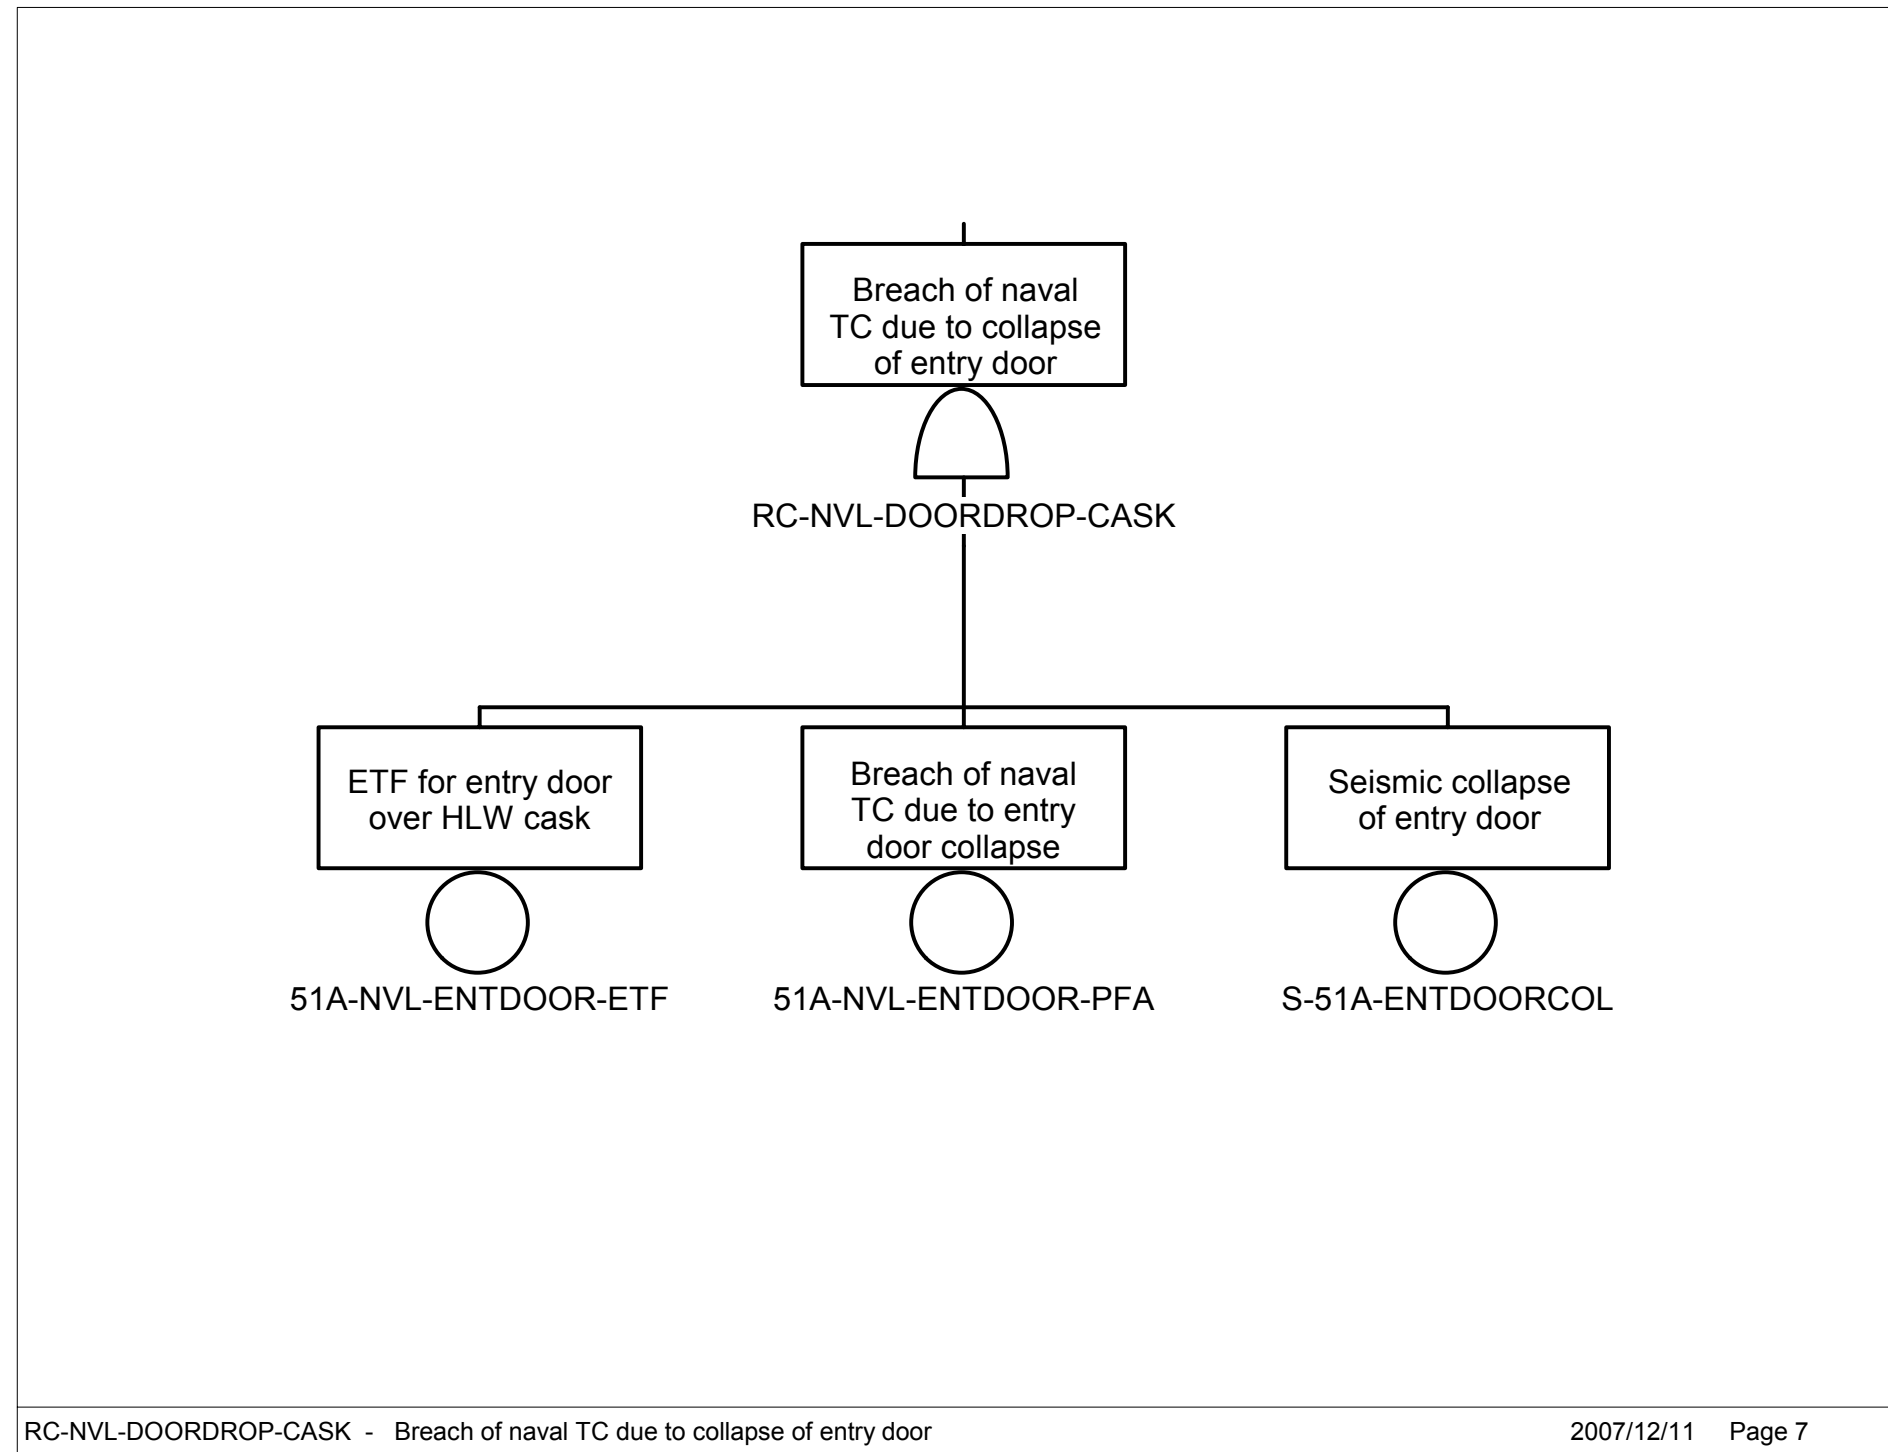 Breach of naval
TC due to collapse
of entry door
RC-NVL-DOORDROP-CASK
ETF for entry door
over HLW cask
51A-NVL-ENTDOOR-ETF
Breach of naval
TC due to entry
door collapse
51A-NVL-ENTDOOR-PFA
Seismic collapse
of entry door
S-51A-ENTDOORCOL
RC-NVL-DOORDROP-CASK - Breach of naval TC due to collapse of entry door 2007/12/11 Page 7